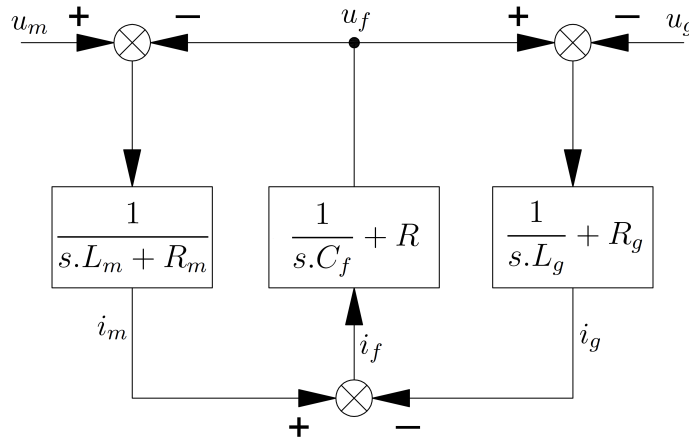 u_m + − u_f + − u_g
1/(s.L_m + R_m)
1/(s.C_f) + R
1/(s.L_g) + R_g
i_m
i_f
i_g
+ −